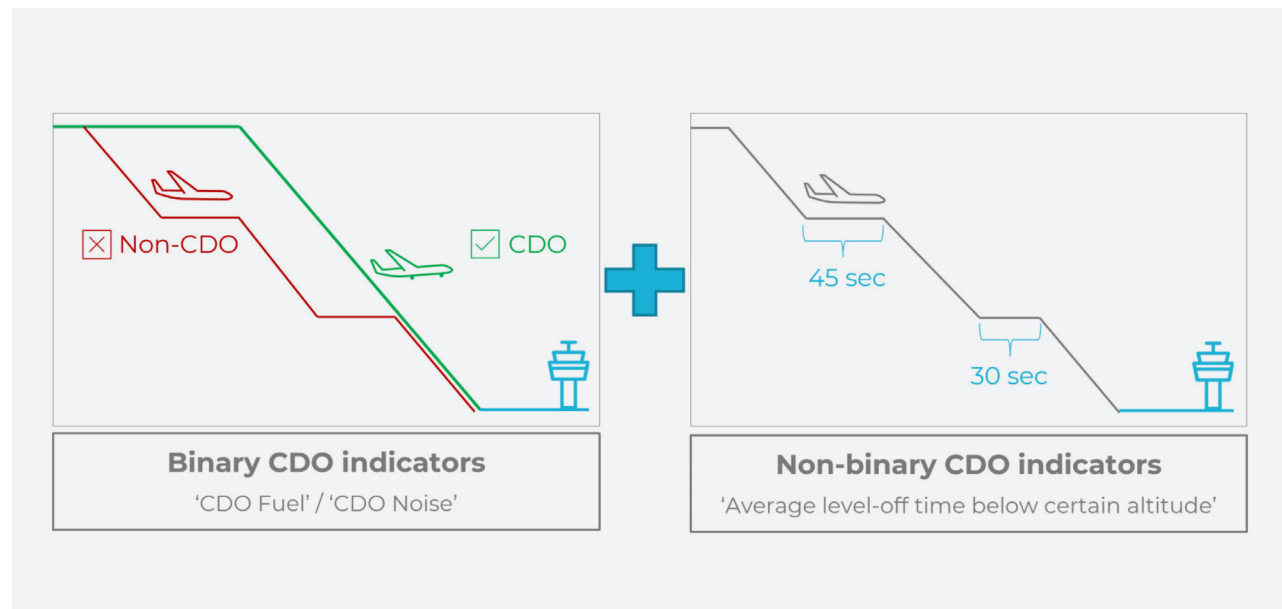 Non-CDO
CDO
45 sec
30 sec
Binary CDO indicators
‘CDO Fuel’ / ‘CDO Noise’
Non-binary CDO indicators
‘Average level-off time below certain altitude’